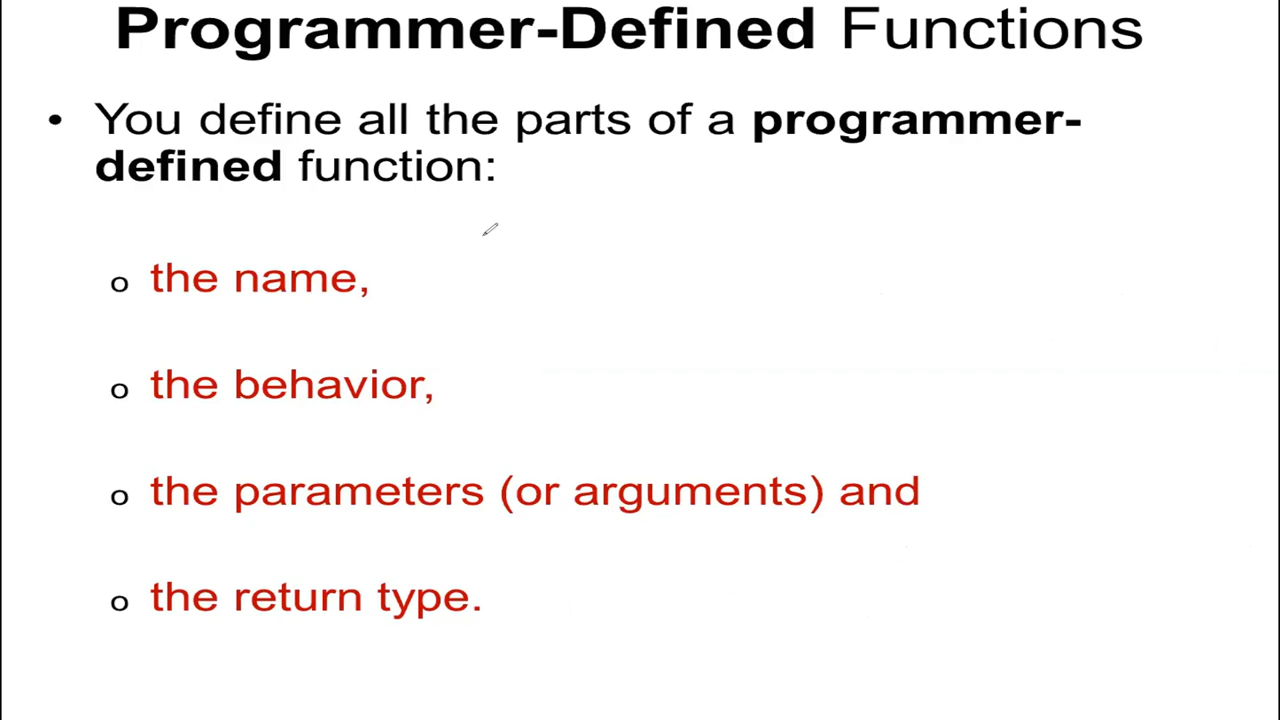 Programmer-Defined Functions
• You define all the parts of a programmer-
defined function:
o the name,
o the behavior,
o the parameters (or arguments) and
o the return type.